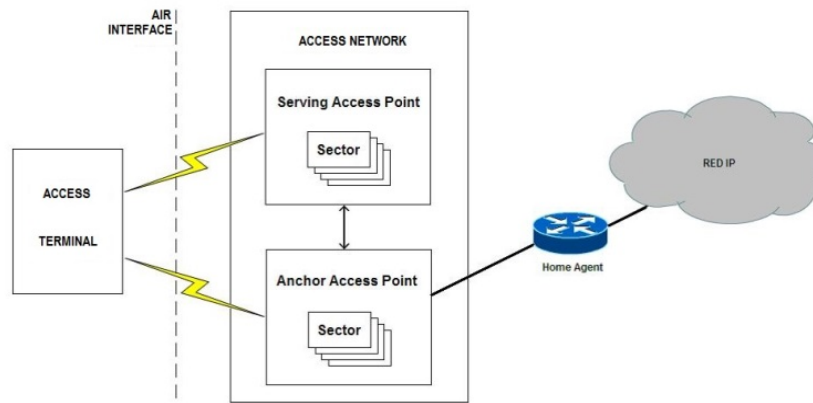 AIR
INTERFACE
ACCESS NETWORK
Serving Access Point
Sector
ACCESS
TERMINAL
Anchor Access Point
Sector
Home Agent
RED IP